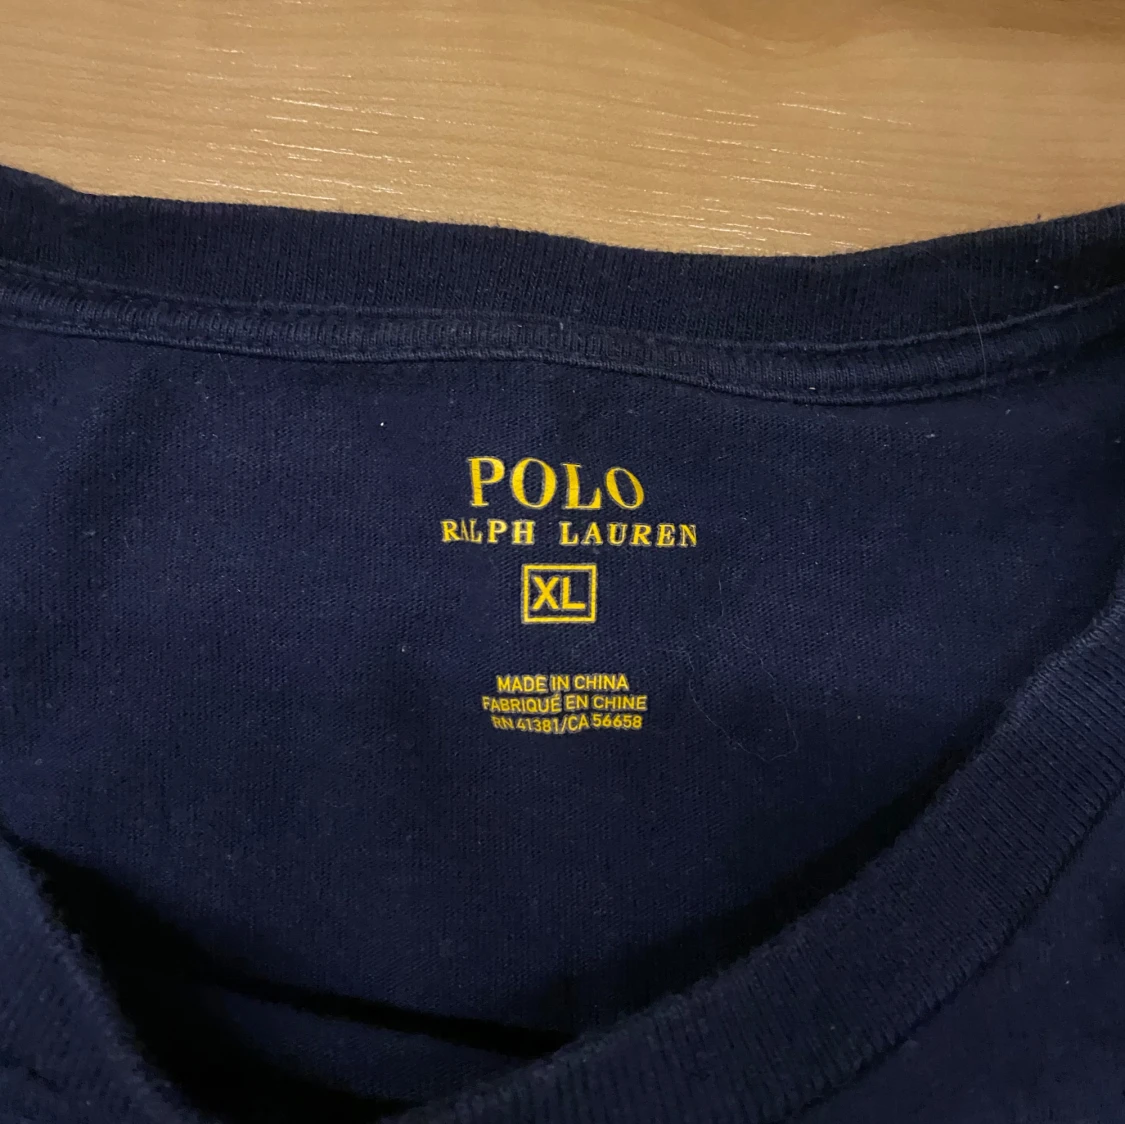 POLO
RALPH LAUREN
XL
MADE IN CHINA
FABRIQUÉ EN CHINE
RN 41381/CA 56658